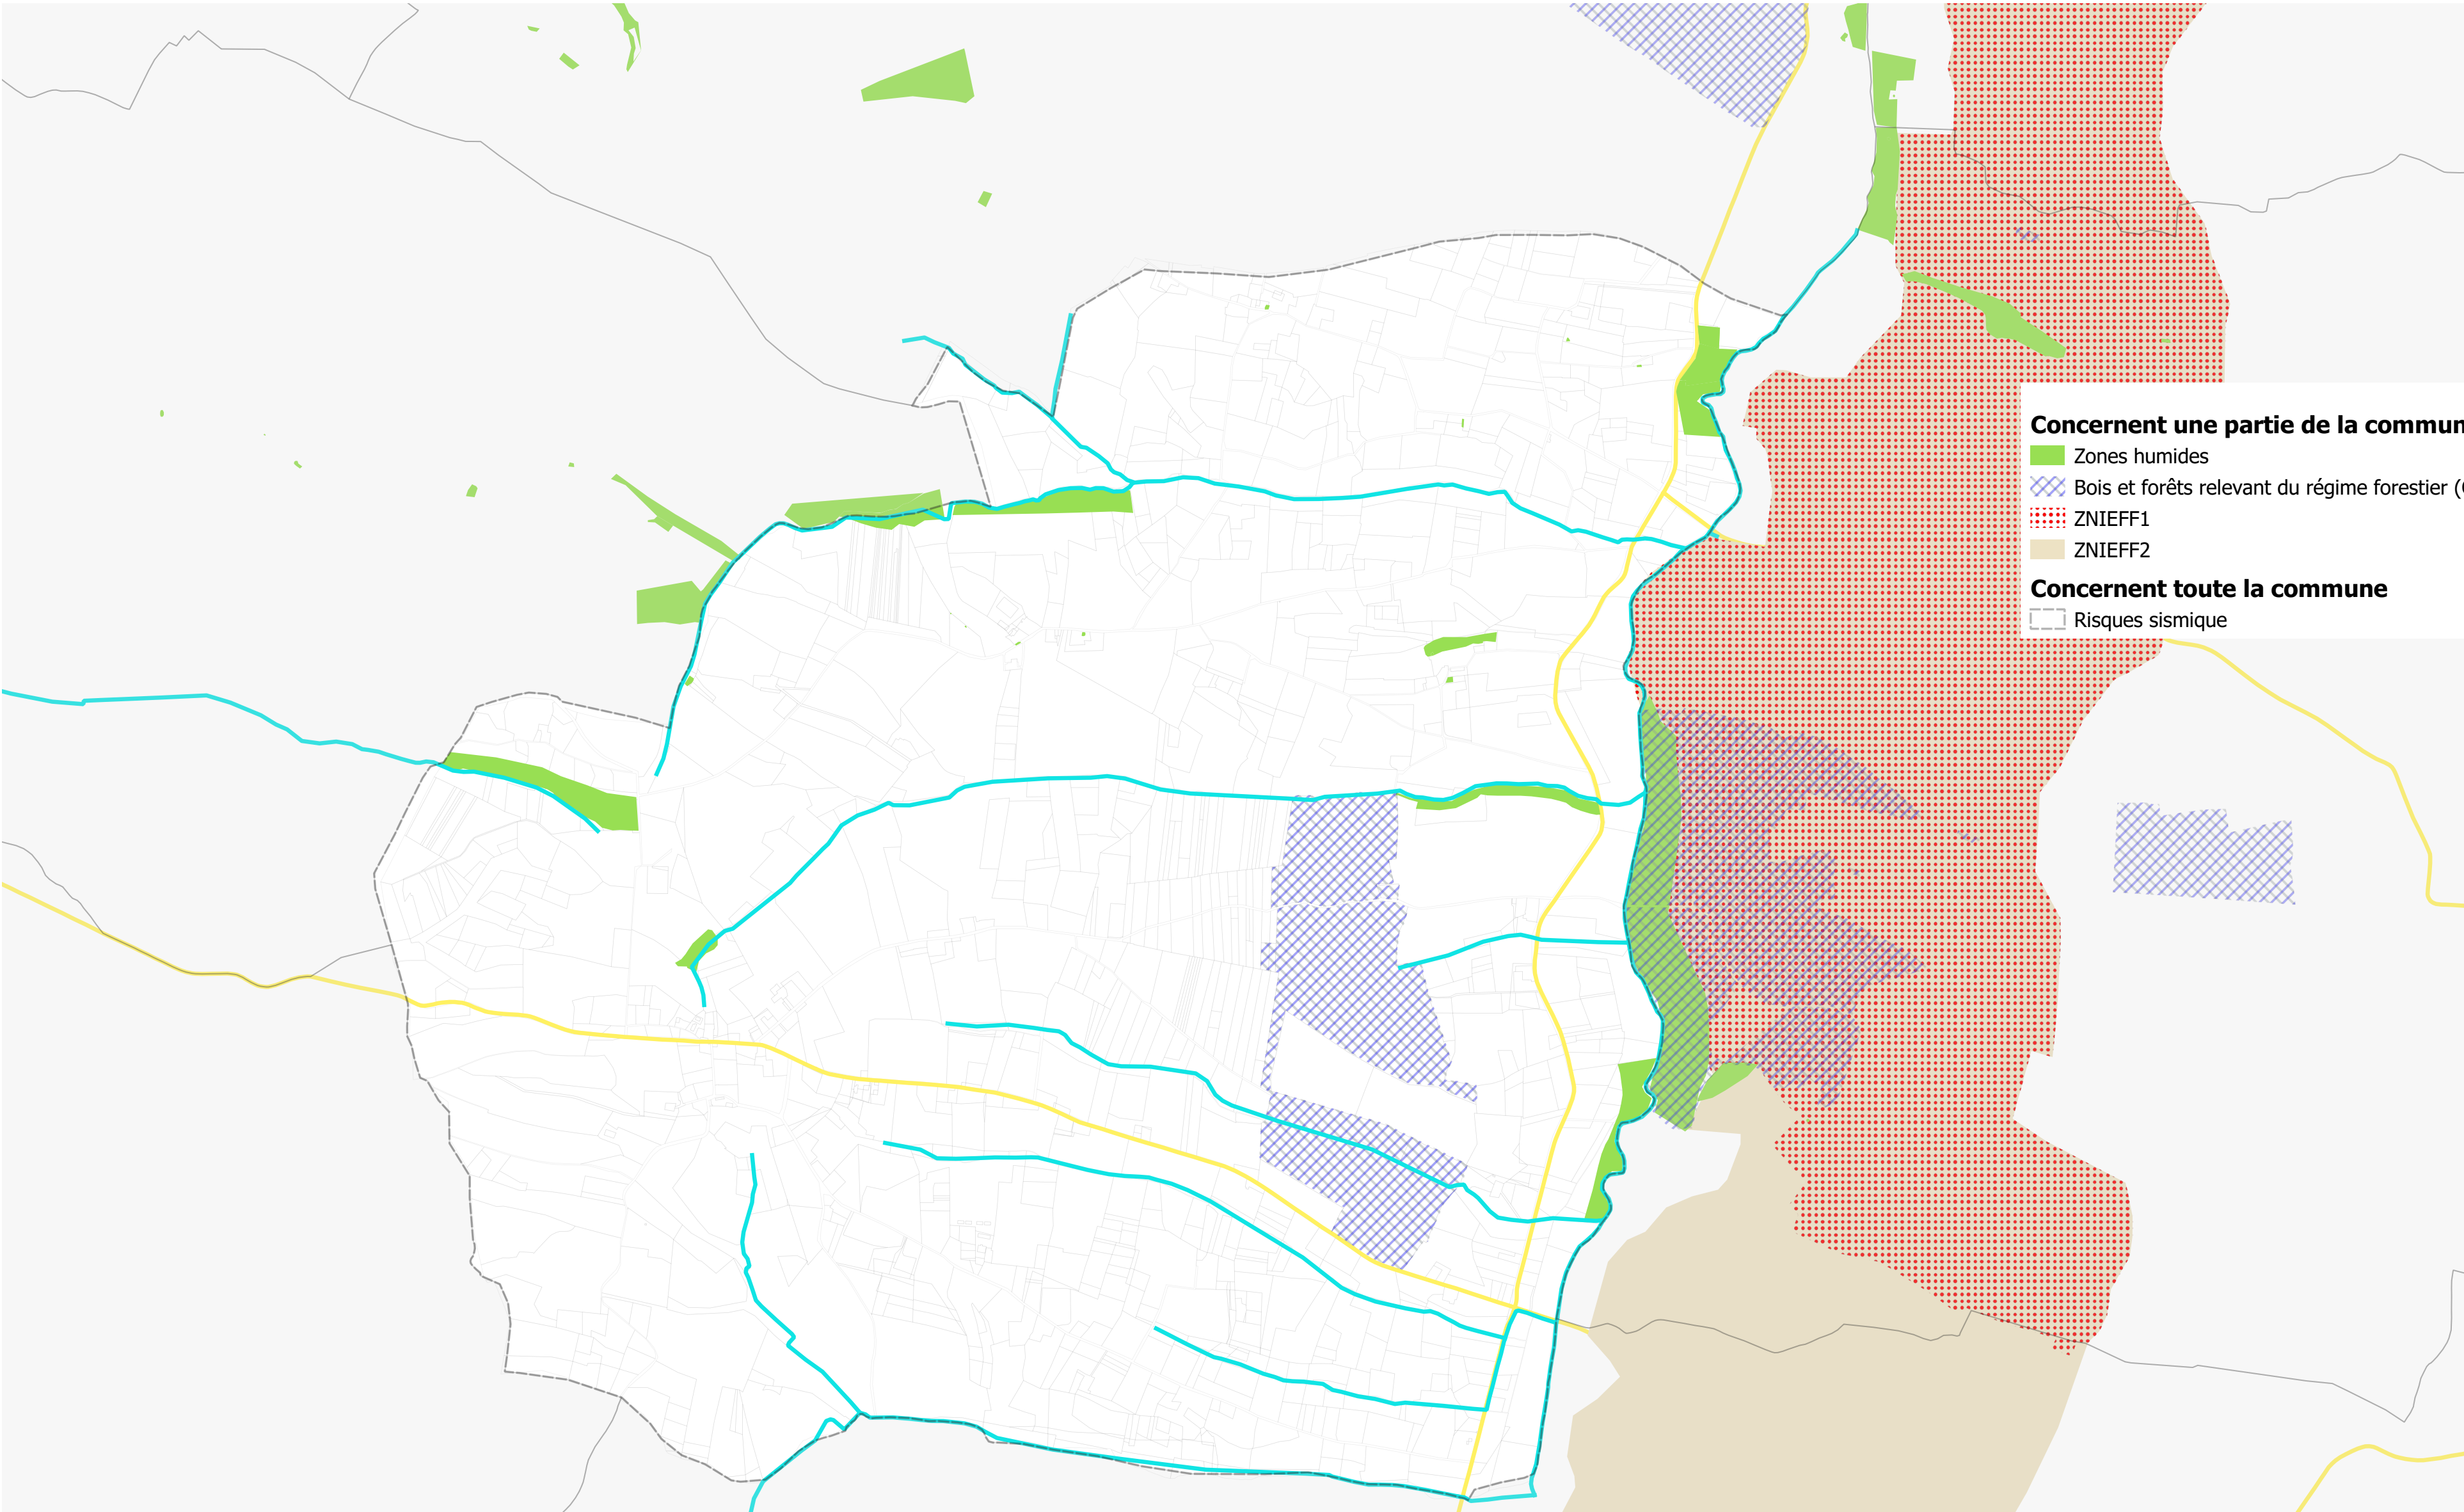 Concernent une partie de la commun
Zones humides
Bois et forêts relevant du régime forestier (
ZNIEFF1
ZNIEFF2
Concernent toute la commune
Risques sismique